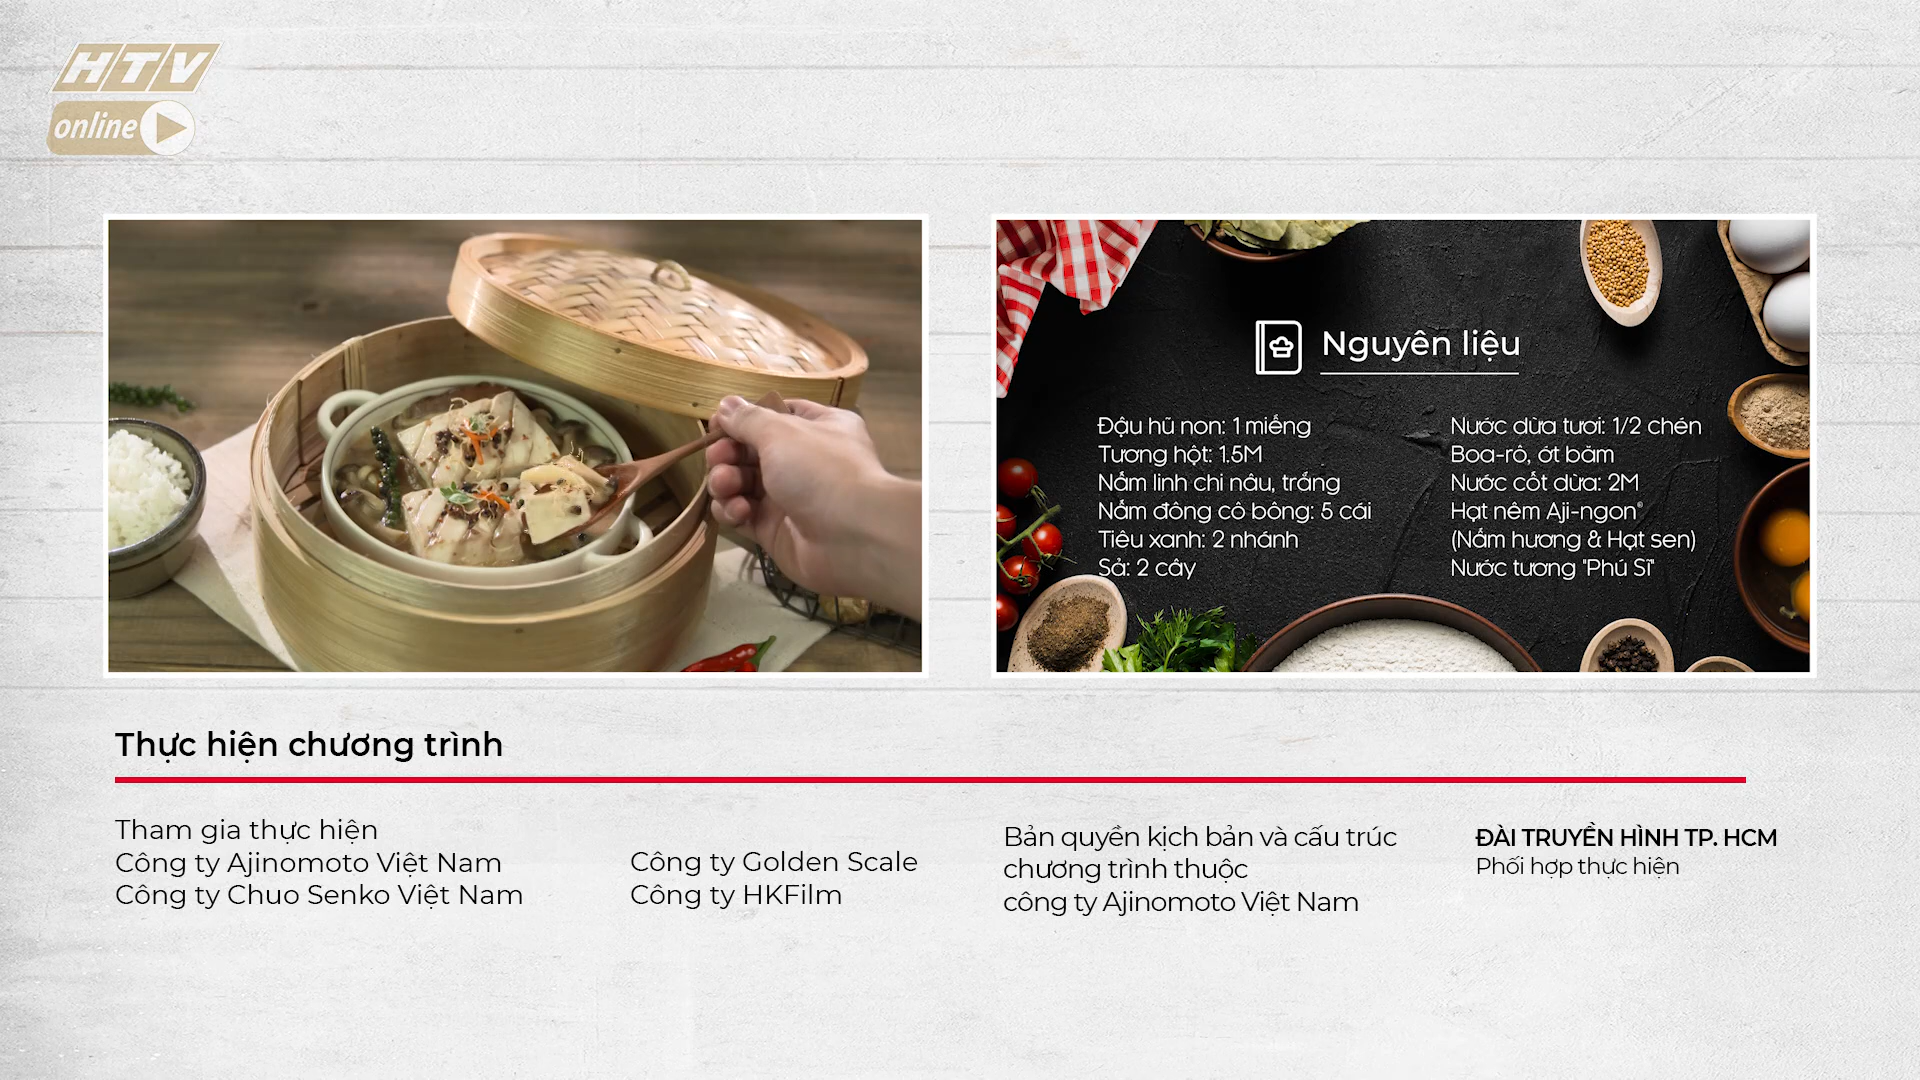 HTV
online
Nguyên liệu
Đậu hũ non: 1 miếng
Tương hột: 1.5M
Nấm linh chi nâu, trắng
Nấm đông cô bông: 5 cái
Tiêu xanh: 2 nhánh
Sả: 2 cây
Nước dừa tươi: 1/2 chén
Boa-rô, ớt băm
Nước cốt dừa: 2M
Hạt nêm Aji-ngon®
(Nấm hương & Hạt sen)
Nước tương "Phú Sĩ"
Thực hiện chương trình
Tham gia thực hiện
Công ty Ajinomoto Việt Nam
Công ty Chuo Senko Việt Nam
Công ty Golden Scale
Công ty HKFilm
Bản quyền kịch bản và cấu trúc
chương trình thuộc
công ty Ajinomoto Việt Nam
ĐÀI TRUYỀN HÌNH TP. HCM
Phối hợp thực hiện